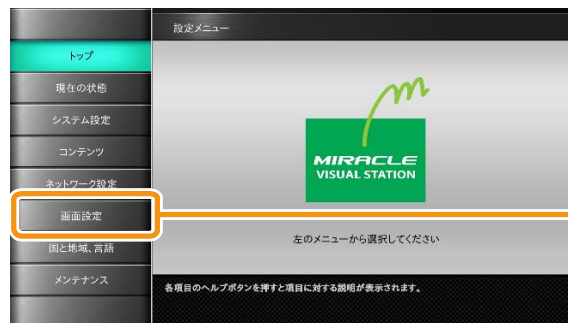 設定メニュー
トップ
現在の状態
システム設定
コンテンツ
ネットワーク設定
画面設定
国と地域、言語
メンテナンス
MIRACLE
VISUAL STATION
左のメニューから選択してください
各項目のヘルプボタンを押すと項目に対する説明が表示されます。